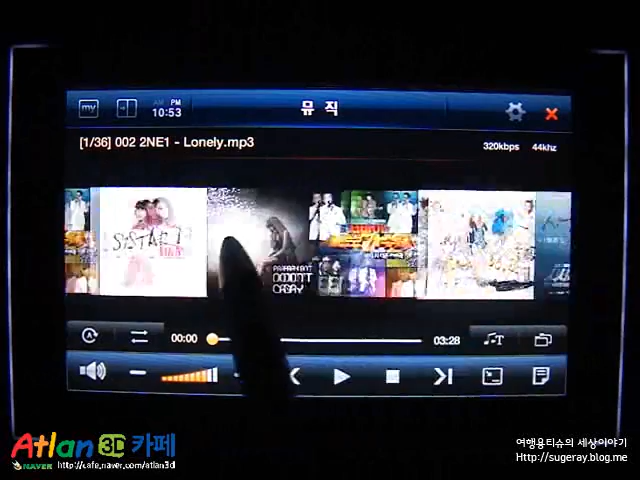 my
AM PM
10:53
뮤직
[1/36] 002 2NE1 - Lonely.mp3
320kbps 44khz
SISTAR
DON'T
CRAY
A
00:00
03:28
T
Atlan 3D 카페
NAVER http://cafe.naver.com/atlan3d
여행용티슈의 세상이야기
Http://sugeray.blog.me